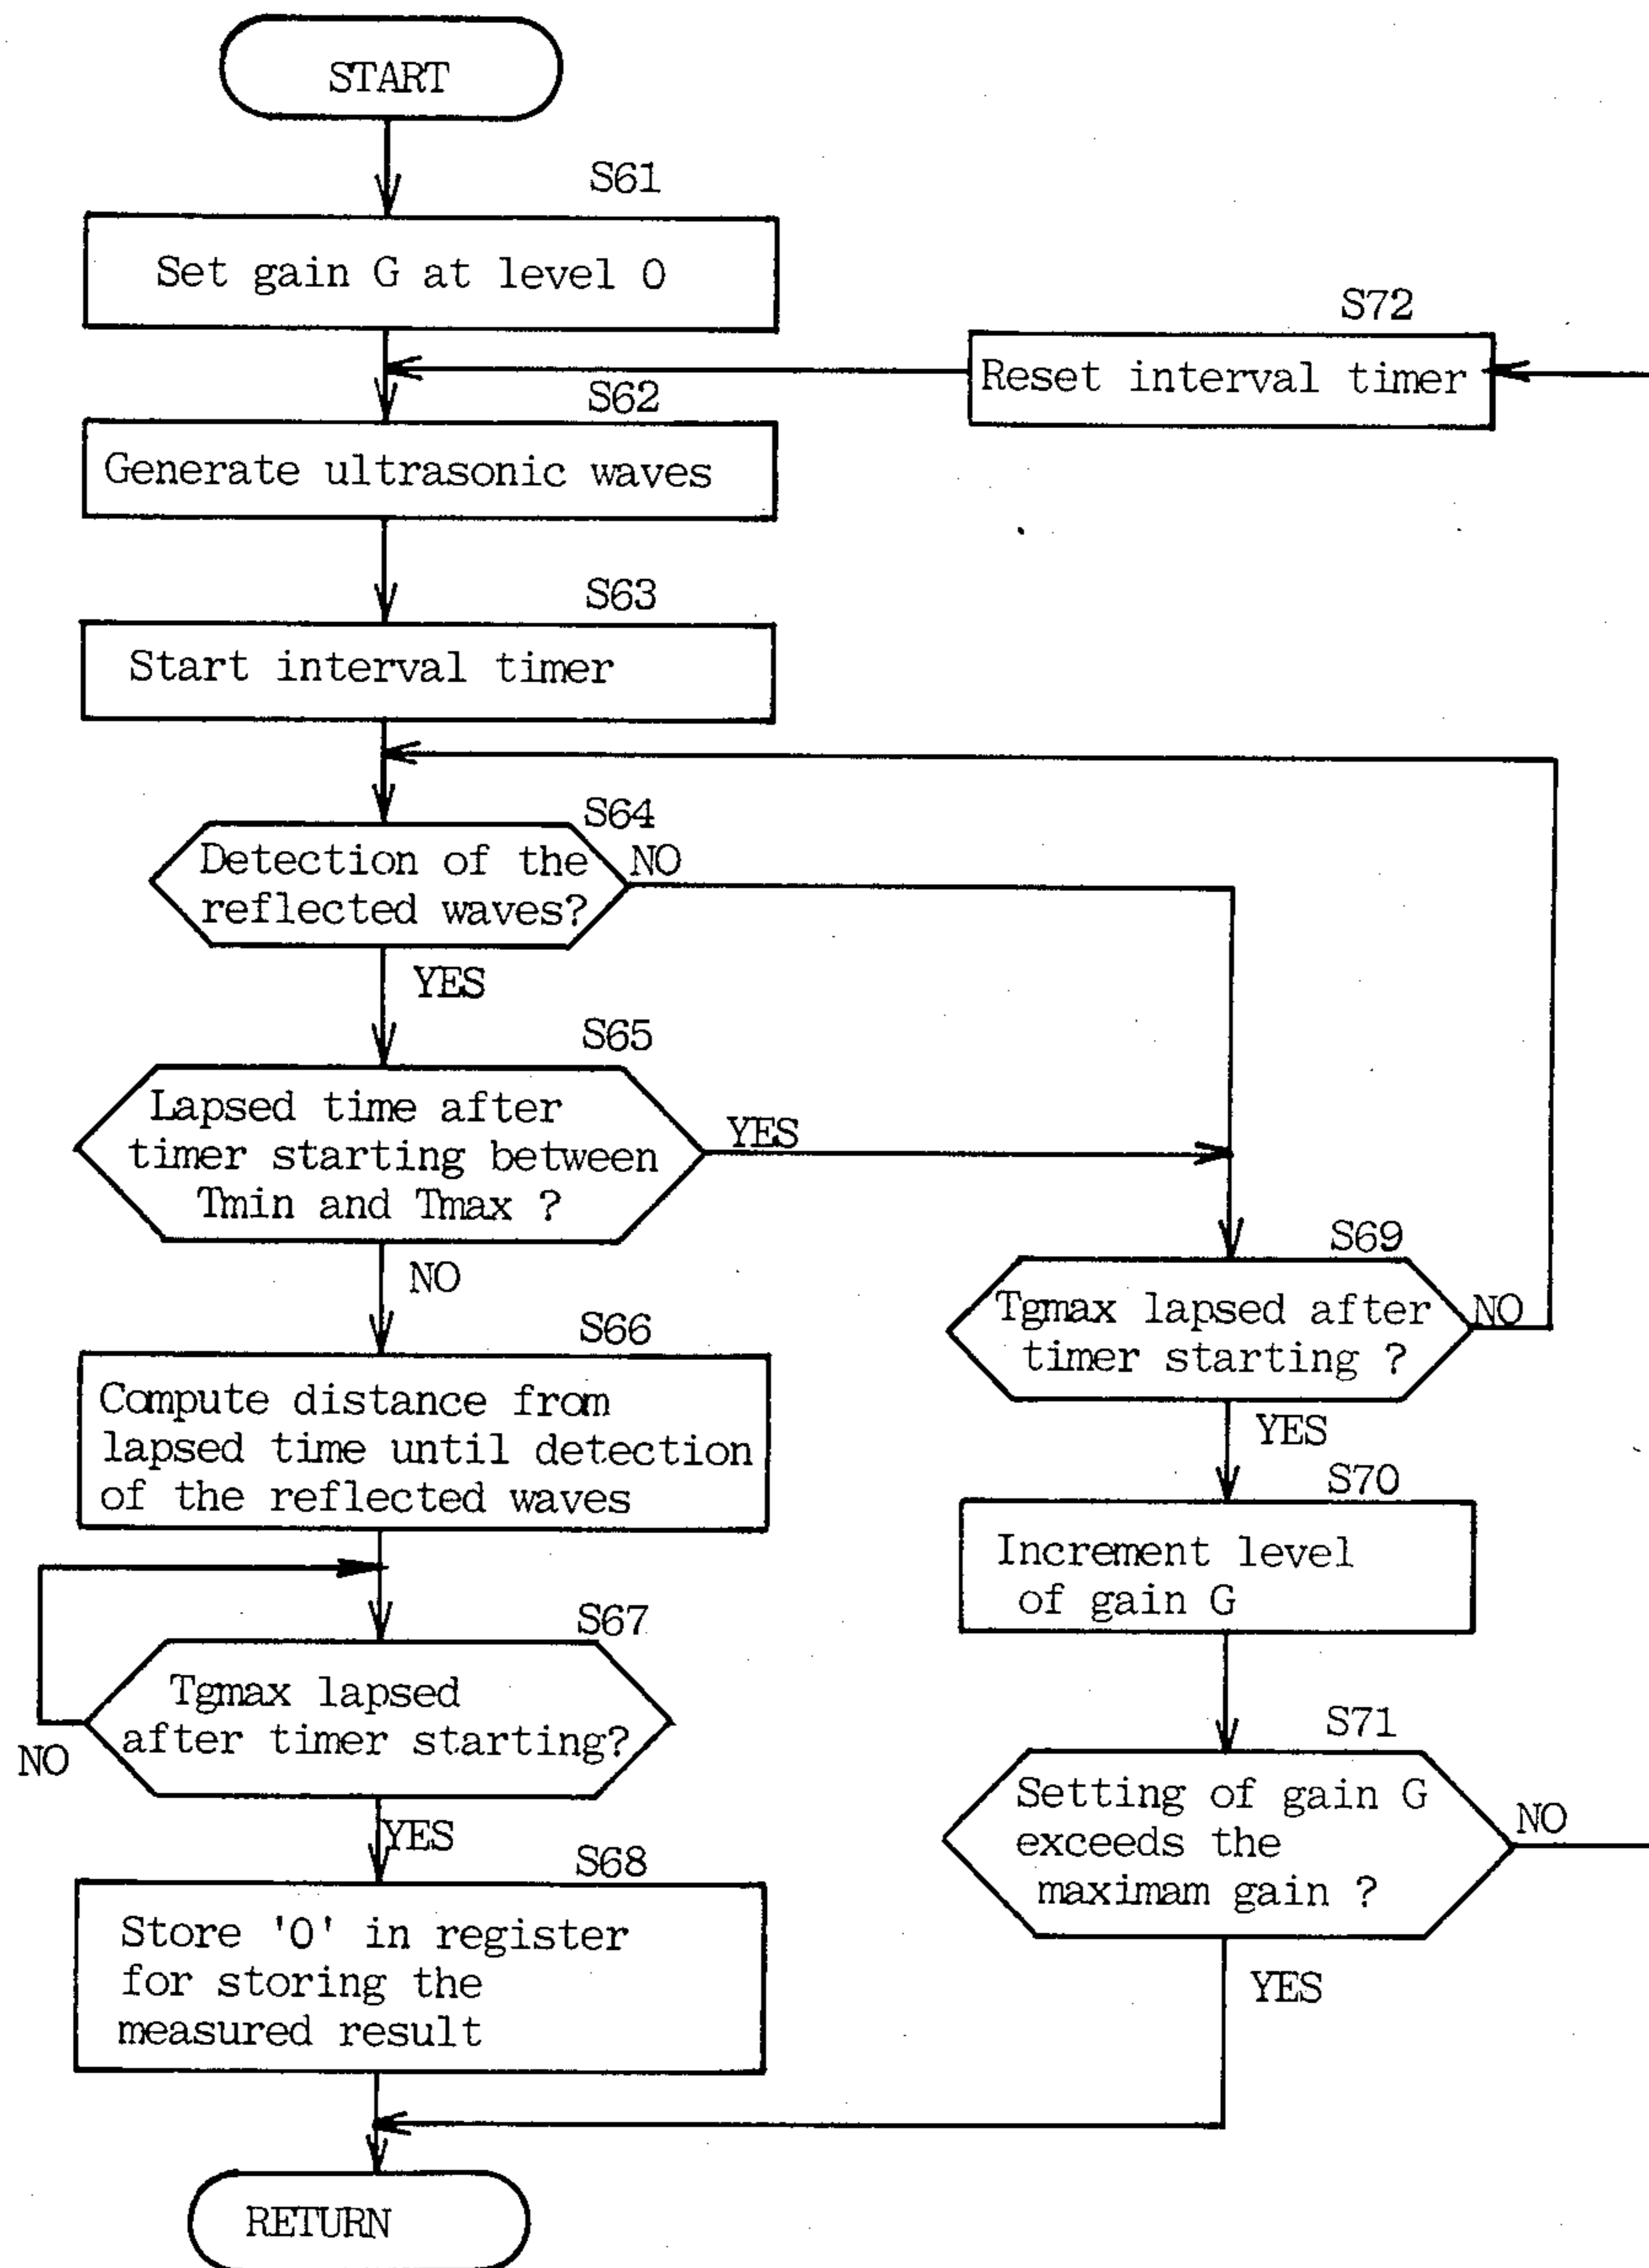 START
S61
Set gain G at level 0
S72
Reset interval timer
S62
Generate ultrasonic waves
S63
Start interval timer
S64
Detection of the
reflected waves?
NO
YES
S65
Lapsed time after
timer starting between
Tmin and Tmax ?
YES
NO
S69
Tgmax lapsed after
timer starting ?
NO
YES
S66
Compute distance from
lapsed time until detection
of the reflected waves
S70
Increment level
of gain G
S67
Tgmax lapsed
after timer starting?
NO
YES
S71
Setting of gain G
exceeds the
maximam gain ?
NO
YES
S68
Store '0' in register
for storing the
measured result
RETURN